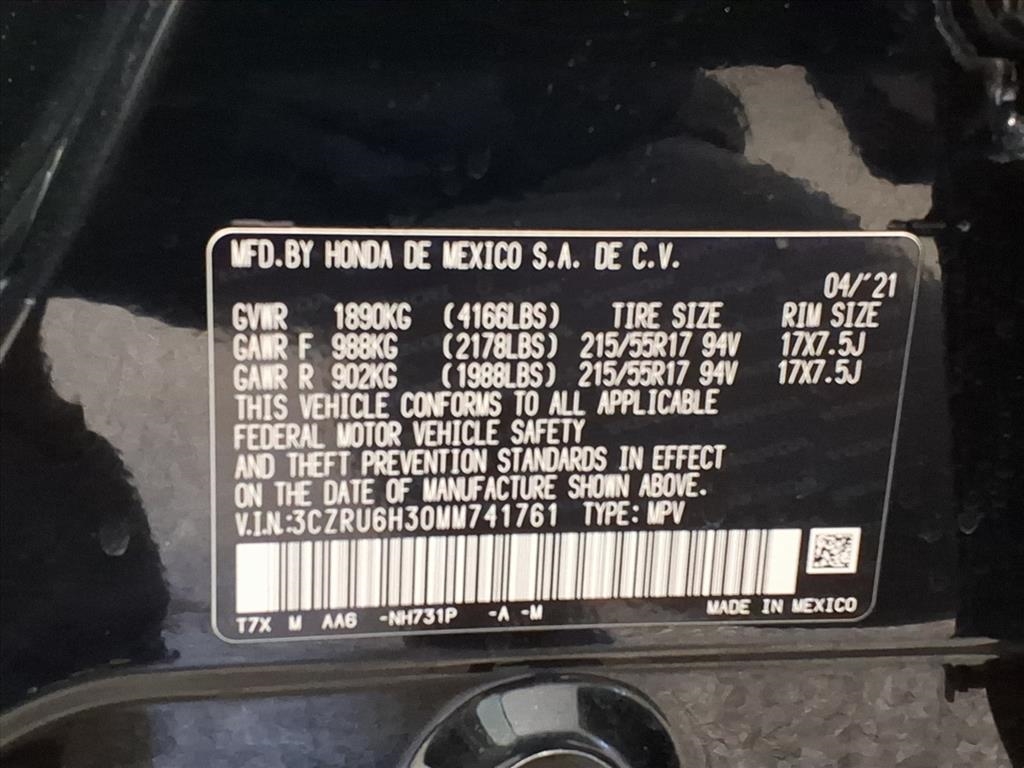 MFD.BY HONDA DE MEXICO S.A. DE C.V.
04/'21
GVWR 1890KG (4166LBS) TIRE SIZE RIM SIZE
GAWR F 988KG (2178LBS) 215/55R17 94V 17X7.5J
GAWR R 902KG (1988LBS) 215/55R17 94V 17X7.5J
THIS VEHICLE CONFORMS TO ALL APPLICABLE
FEDERAL MOTOR VEHICLE SAFETY
AND THEFT PREVENTION STANDARDS IN EFFECT
ON THE DATE OF MANUFACTURE SHOWN ABOVE.
V.I.N.:3CZRU6H30MM741761 TYPE: MPV
T7X M AA6 -NH731P -A -M MADE IN MEXICO